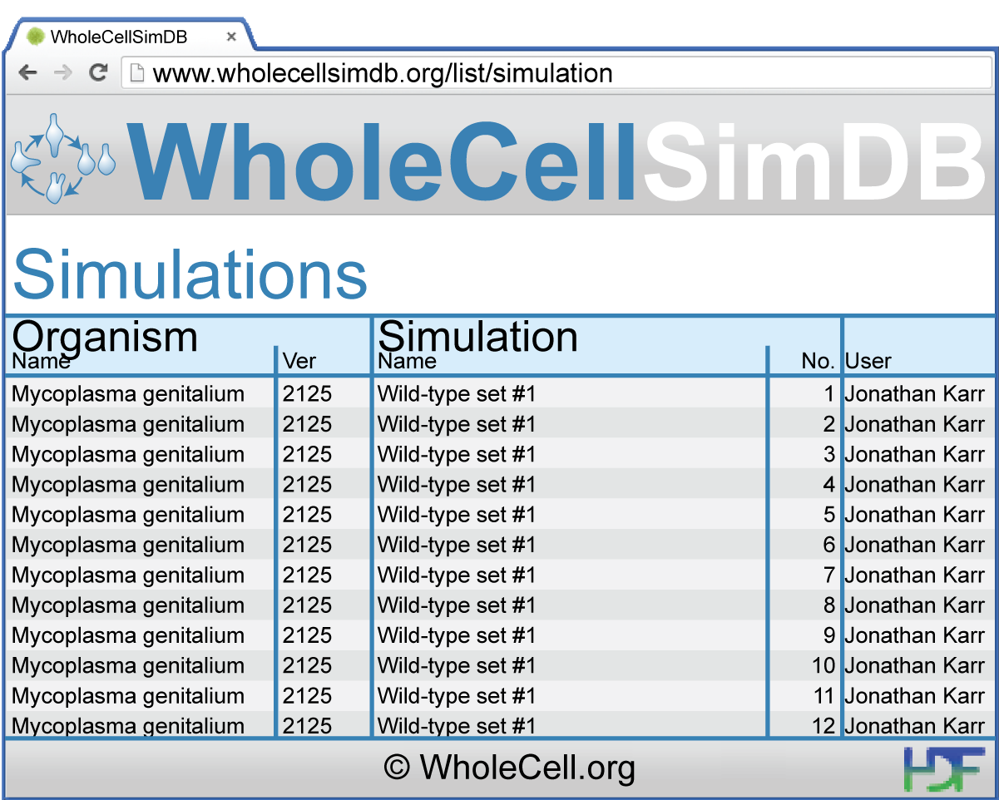 WholeCellSimDB ×
www.wholecellsimdb.org/list/simulation
WholeCellSimDB
Simulations
Organism Simulation
Name Ver Name No. User
Mycoplasma genitalium 2125 Wild-type set #1 1 Jonathan Karr
Mycoplasma genitalium 2125 Wild-type set #1 2 Jonathan Karr
Mycoplasma genitalium 2125 Wild-type set #1 3 Jonathan Karr
Mycoplasma genitalium 2125 Wild-type set #1 4 Jonathan Karr
Mycoplasma genitalium 2125 Wild-type set #1 5 Jonathan Karr
Mycoplasma genitalium 2125 Wild-type set #1 6 Jonathan Karr
Mycoplasma genitalium 2125 Wild-type set #1 7 Jonathan Karr
Mycoplasma genitalium 2125 Wild-type set #1 8 Jonathan Karr
Mycoplasma genitalium 2125 Wild-type set #1 9 Jonathan Karr
Mycoplasma genitalium 2125 Wild-type set #1 10 Jonathan Karr
Mycoplasma genitalium 2125 Wild-type set #1 11 Jonathan Karr
Mycoplasma genitalium 2125 Wild-type set #1 12 Jonathan Karr
© WholeCell.org HDF